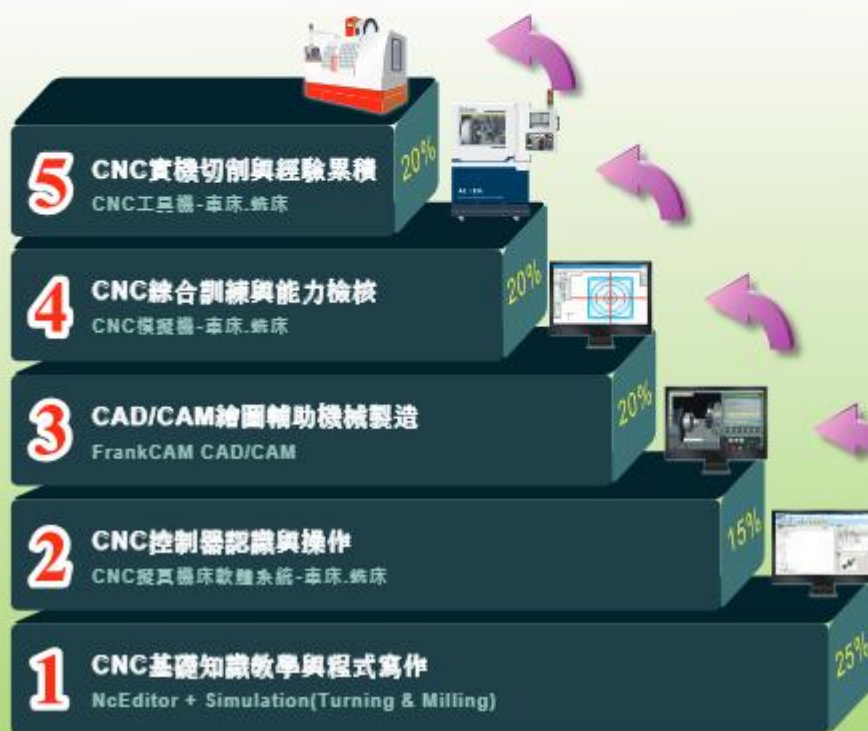 5
CNC實機切削與經驗累積
CNC工具機-車床.銑床
20%
4
CNC綜合訓練與能力檢核
CNC模擬機-車床.銑床
20%
3
CAD/CAM繪圖輔助機械製造
FrankCAM CAD/CAM
20%
2
CNC控制器認識與操作
CNC擬真機床軟體系統-車床.銑床
15%
1
CNC基礎知識教學與程式寫作
NcEditor + Simulation(Turning & Milling)
25%